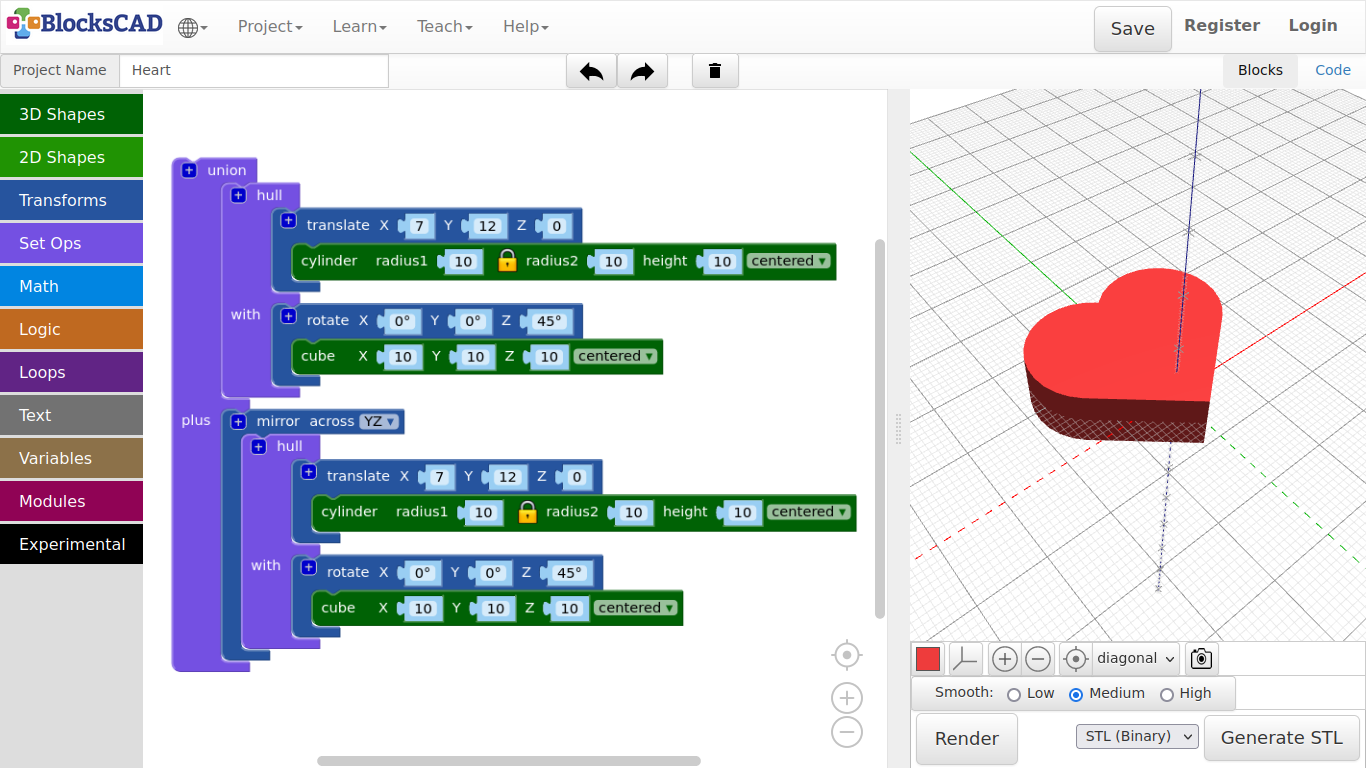 BlocksCAD Project Learn Teach Help Save Register Login
Project Name Heart Blocks Code
3D Shapes
2D Shapes
Transforms
Set Ops
Math
Logic
Loops
Text
Variables
Modules
Experimental
+ union
+ hull
+ translate X 7 Y 12 Z 0
cylinder radius1 10 radius2 10 height 10 centered ▾
with + rotate X 0° Y 0° Z 45°
cube X 10 Y 10 Z 10 centered ▾
plus + mirror across YZ ▾
+ hull
+ translate X 7 Y 12 Z 0
cylinder radius1 10 radius2 10 height 10 centered ▾
with + rotate X 0° Y 0° Z 45°
cube X 10 Y 10 Z 10 centered ▾
diagonal
Smooth: Low Medium High
Render STL (Binary) Generate STL